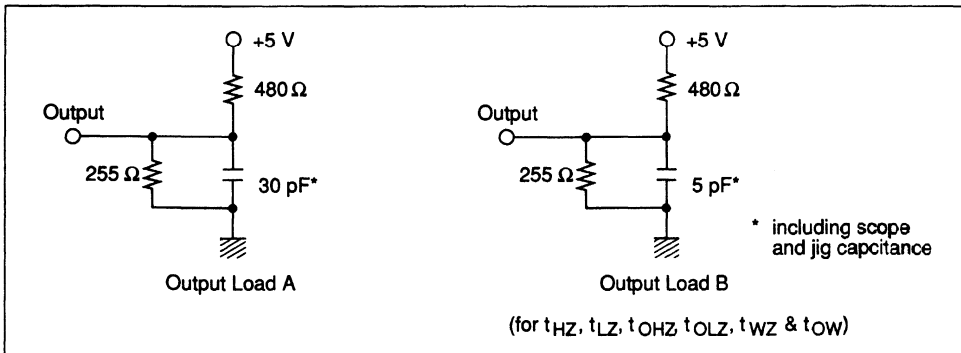 +5 V
480 Ω
Output
255 Ω
30 pF*
Output Load A
+5 V
480 Ω
Output
255 Ω
5 pF*
* including scope
and jig capcitance
Output Load B
(for tHZ, tLZ, tOHZ, tOLZ, tWZ & tOW)